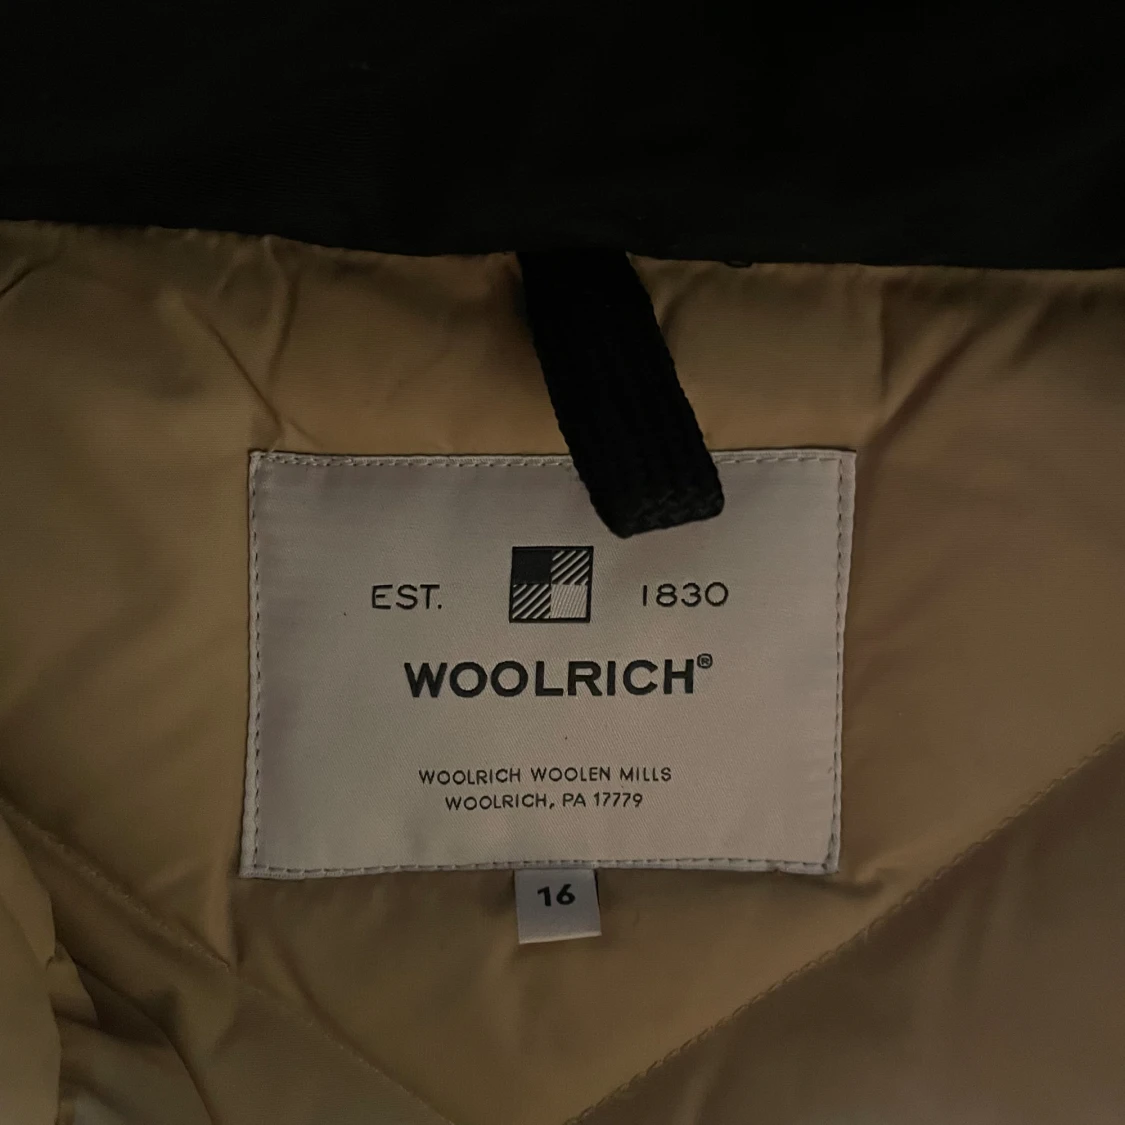 EST. 1830
WOOLRICH®
WOOLRICH WOOLEN MILLS
WOOLRICH, PA 17779
16